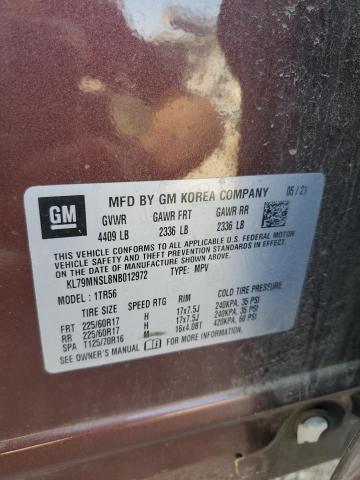 GM
MFD BY GM KOREA COMPANY 05 / 21
GVWR GAWR FRT GAWR RR
4409 LB 2336 LB 2336 LB
THIS VEHICLE CONFORMS TO ALL APPLICABLE U.S. FEDERAL MOTOR
VEHICLE SAFETY, BUMPER, AND THEFT PREVENTION STANDARDS IN
EFFECT ON THE DATE OF MANUFACTURE SHOWN ABOVE.
KL79MNSL8NB012972 TYPE: MPV
MODEL: 1TR56
TIRE SIZE SPEED RTG RIM COLD TIRE PRESSURE
FRT 225/60R17 H 17x7.5J 240KPA, 35 PSI
RR 225/60R17 H 17x7.5J 240KPA, 35 PSI
SPA T125/70R16 M 16x4.0BT 420KPA, 60 PSI
SEE OWNER'S MANUAL FOR ADDITIONAL INFORMATION.